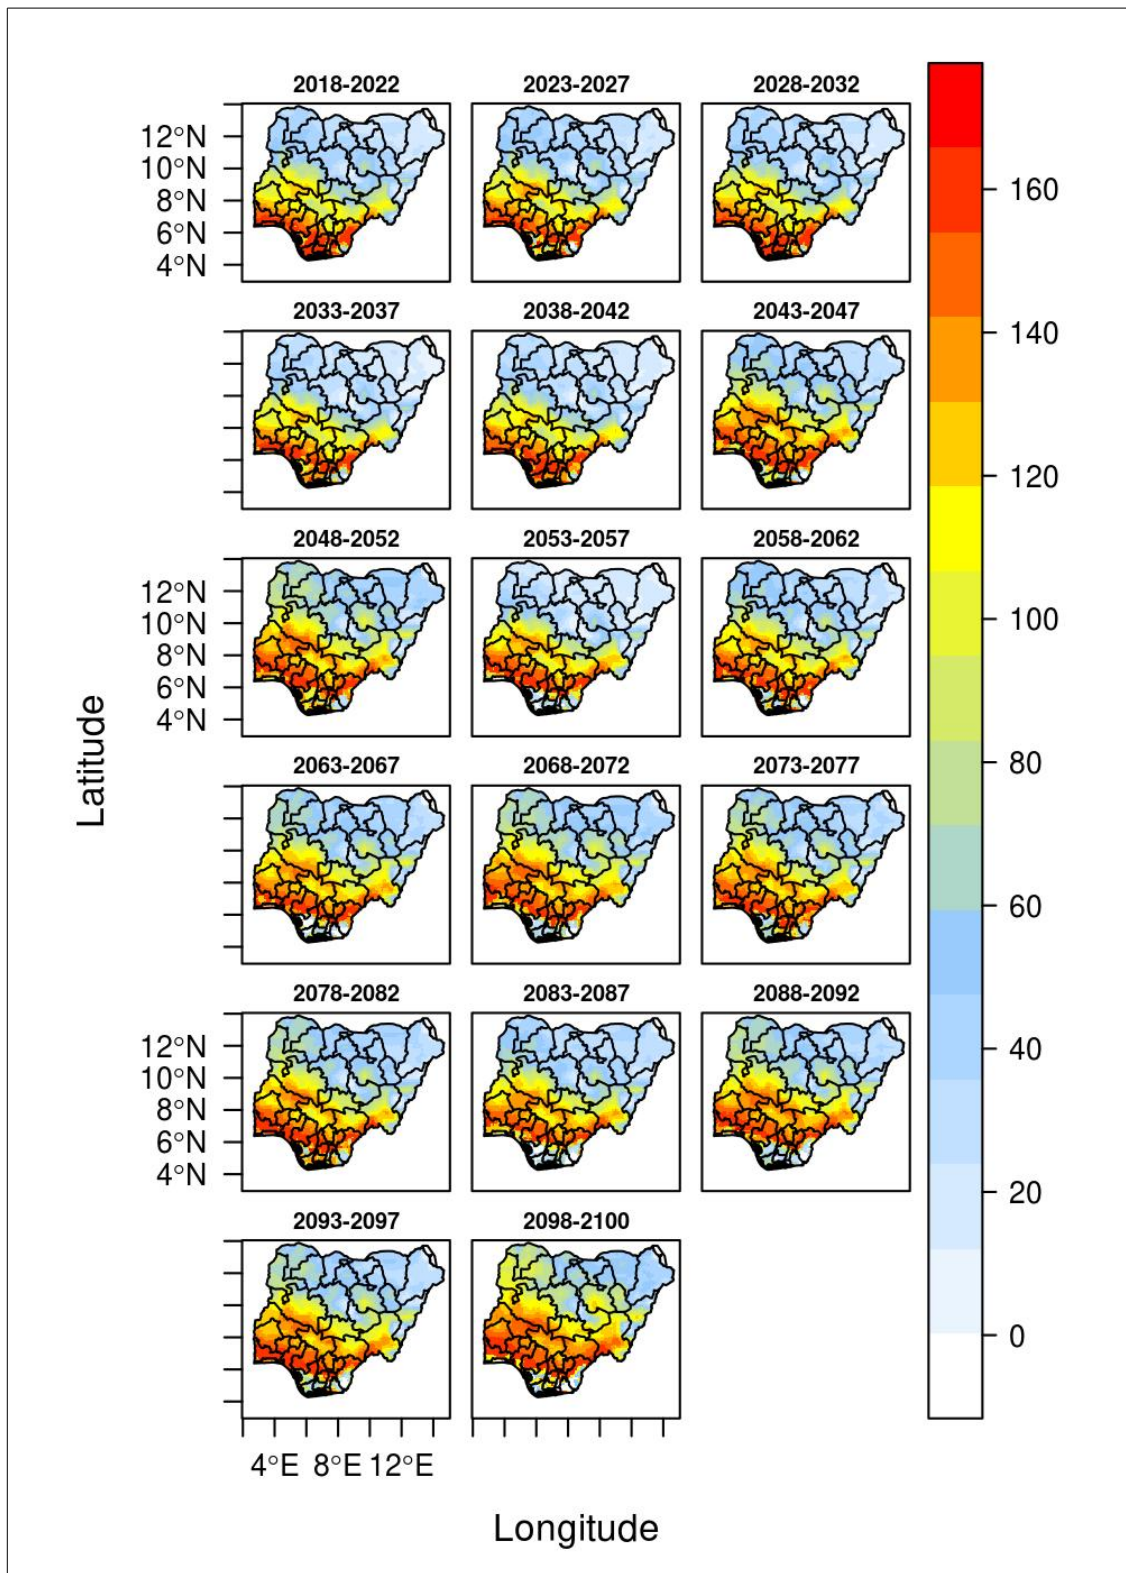 2018-2022 2023-2027 2028-2032
12°N
10°N
8°N
6°N
4°N
2033-2037 2038-2042 2043-2047
2048-2052 2053-2057 2058-2062
12°N
10°N
8°N
6°N
4°N
2063-2067 2068-2072 2073-2077
2078-2082 2083-2087 2088-2092
12°N
10°N
8°N
6°N
4°N
2093-2097 2098-2100
4°E 8°E 12°E
Latitude
Longitude
160
140
120
100
80
60
40
20
0